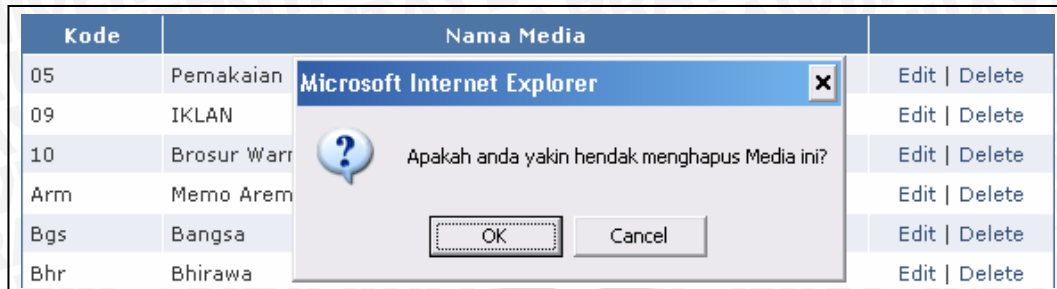 Kode Nama Media
05 Pemakaian Edit | Delete
Microsoft Internet Explorer
09 IKLAN Edit | Delete
10 Brosur Edit | Delete
Apakah anda yakin hendak menghapus Media ini?
Arm Memo Edit | Delete
Bgs Bangsa Edit | Delete
OK Cancel
Bhr Bhirawa Edit | Delete